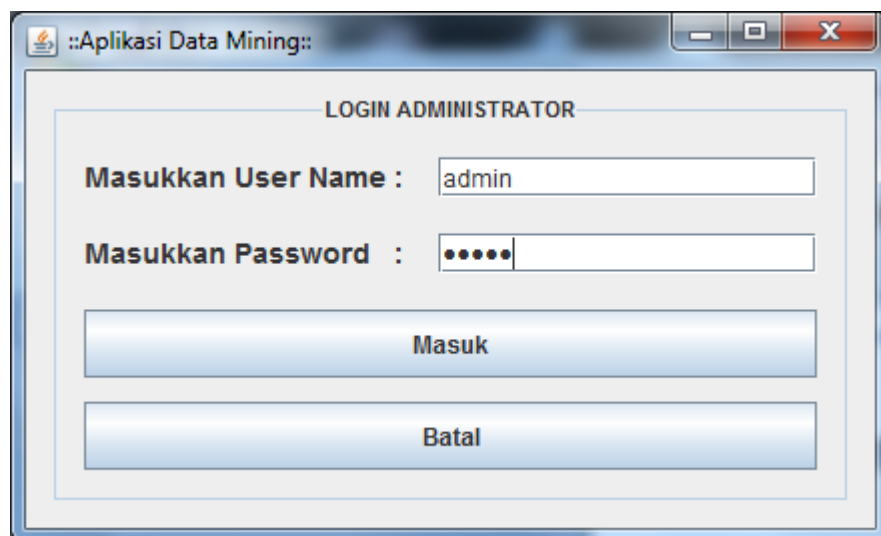 ::Aplikasi Data Mining::
LOGIN ADMINISTRATOR
Masukkan User Name : admin
Masukkan Password : •••••
Masuk
Batal